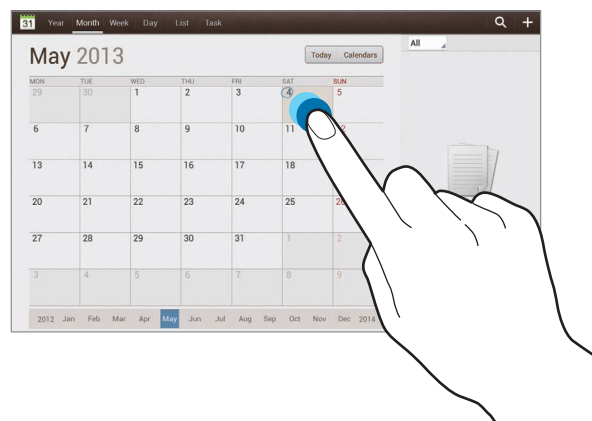 31 Year Month Week Day List Task
All
May 2013
Today Calendars
MON TUE WED THU FRI SAT SUN
29 30 1 2 3 4 5
6 7 8 9 10 11
13 14 15 16 17 18
20 21 22 23 24 25
27 28 29 30 31 1 2
3 4 5 6 7 8 9
2012 Jan Feb Mar Apr May Jun Jul Aug Sep Oct Nov Dec 2014